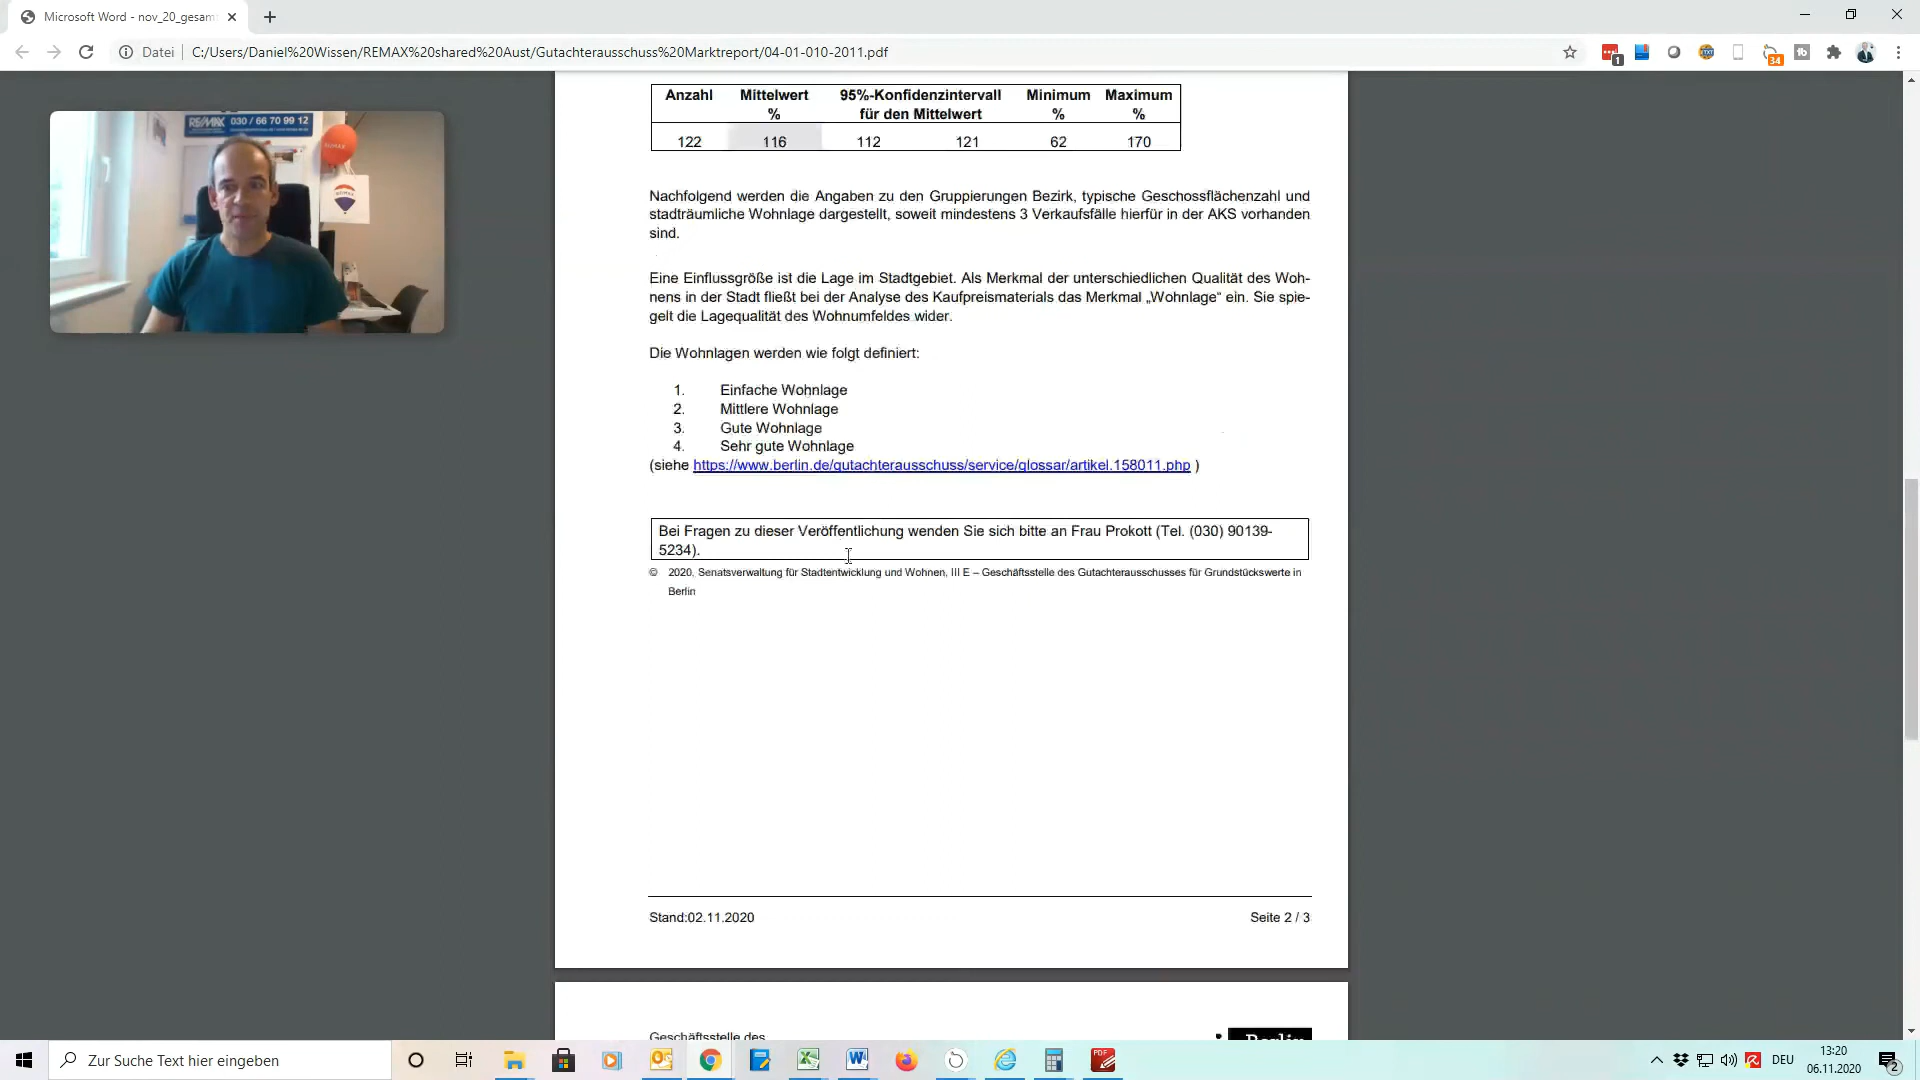 Microsoft Word - nov_20_gesam
Datei
C:/Users/Daniel%20Wissen/REMAX%20shared%20Aust/Gutachterausschuss%20Marktreport/04-01-010-2011.pdf
1
34
RE/MAX 030 / 66 70 99 12
Anzahl Mittelwert 95%-Konfidenzintervall Minimum Maximum
% für den Mittelwert % %
122 116 112 121 62 170
Nachfolgend werden die Angaben zu den Gruppierungen Bezirk, typische Geschossflächenzahl und
stadträumliche Wohnlage dargestellt, soweit mindestens 3 Verkaufsfälle hierfür in der AKS vorhanden
sind.
Eine Einflussgröße ist die Lage im Stadtgebiet. Als Merkmal der unterschiedlichen Qualität des Woh-
nens in der Stadt fließt bei der Analyse des Kaufpreismaterials das Merkmal „Wohnlage“ ein. Sie spie-
gelt die Lagequalität des Wohnumfeldes wider.
Die Wohnlagen werden wie folgt definiert:
1. Einfache Wohnlage
2. Mittlere Wohnlage
3. Gute Wohnlage
4. Sehr gute Wohnlage
(siehe https://www.berlin.de/gutachterausschuss/service/glossar/artikel.158011.php )
Bei Fragen zu dieser Veröffentlichung wenden Sie sich bitte an Frau Prokott (Tel. (030) 90139-
5234).
© 2020, Senatsverwaltung für Stadtentwicklung und Wohnen, III E – Geschäftsstelle des Gutachterausschusses für Grundstückswerte in
Berlin
Stand:02.11.2020 Seite 2 / 3
Geschäftsstelle des
Berlin
Zur Suche Text hier eingeben
DEU
13:20
06.11.2020
2